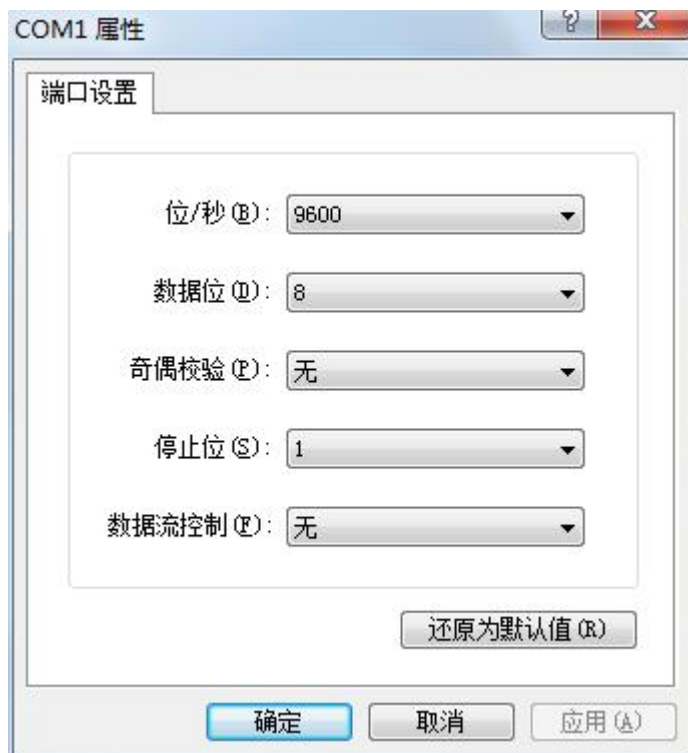 COM1 属性
端口设置
位/秒(B): 9600
数据位(D): 8
奇偶校验(P): 无
停止位(S): 1
数据流控制(F): 无
还原为默认值(R)
确定 取消 应用(A)